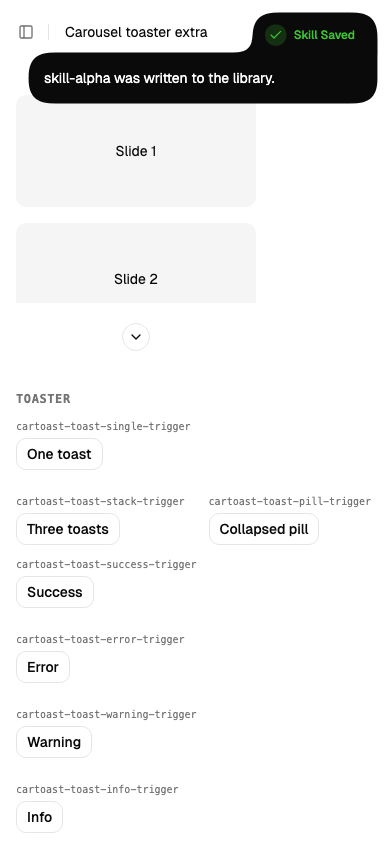 Carousel toaster extra
Skill Saved
skill-alpha was written to the library.
Slide 1
Slide 2
TOASTER
cartoast-toast-single-trigger
One toast
cartoast-toast-stack-trigger
cartoast-toast-pill-trigger
Three toasts
Collapsed pill
cartoast-toast-success-trigger
Success
cartoast-toast-error-trigger
Error
cartoast-toast-warning-trigger
Warning
cartoast-toast-info-trigger
Info